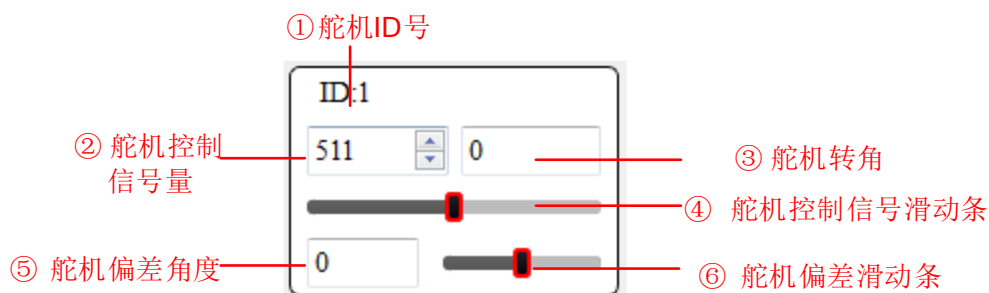 ①舵机ID号
ID:1
② 舵机控制
信号量
511
0
③ 舵机转角
④ 舵机控制信号滑动条
⑤ 舵机偏差角度
0
⑥ 舵机偏差滑动条